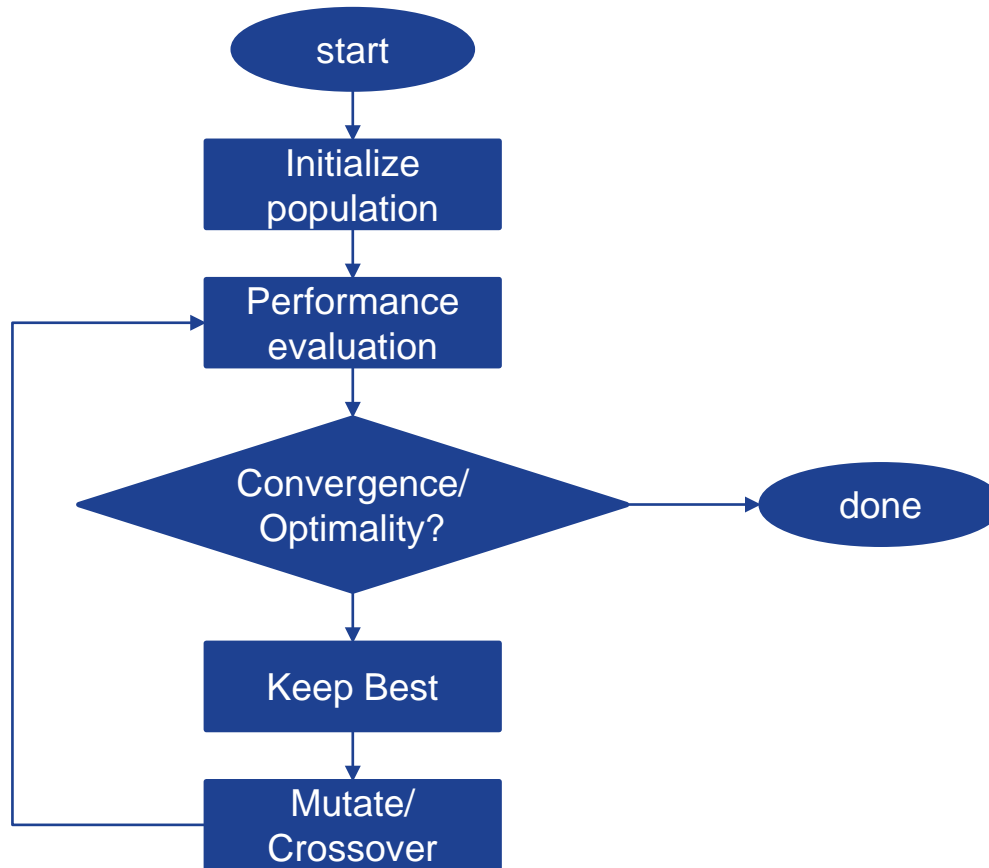 start
Initialize
population
Performance
evaluation
Convergence/
Optimality?
done
Keep Best
Mutate/
Crossover